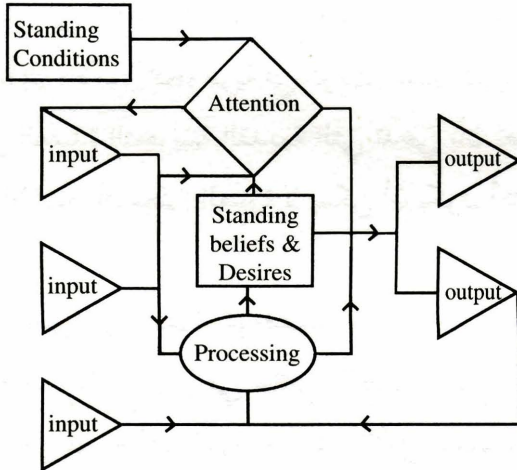 Standing
Conditions
Attention
input
output
Standing
beliefs &
Desires
input
output
Processing
input